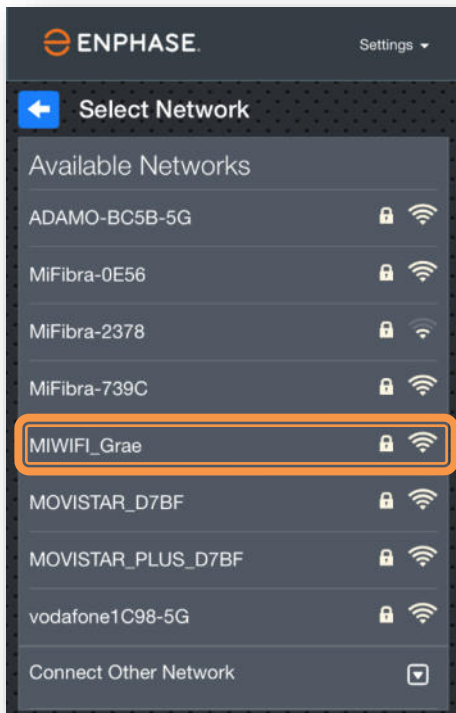 ENPHASE.
Settings
Select Network
Available Networks
ADAMO-BC5B-5G
MiFibra-0E56
MiFibra-2378
MiFibra-739C
MIWIFI_Grae
MOVISTAR_D7BF
MOVISTAR_PLUS_D7BF
vodafone1C98-5G
Connect Other Network